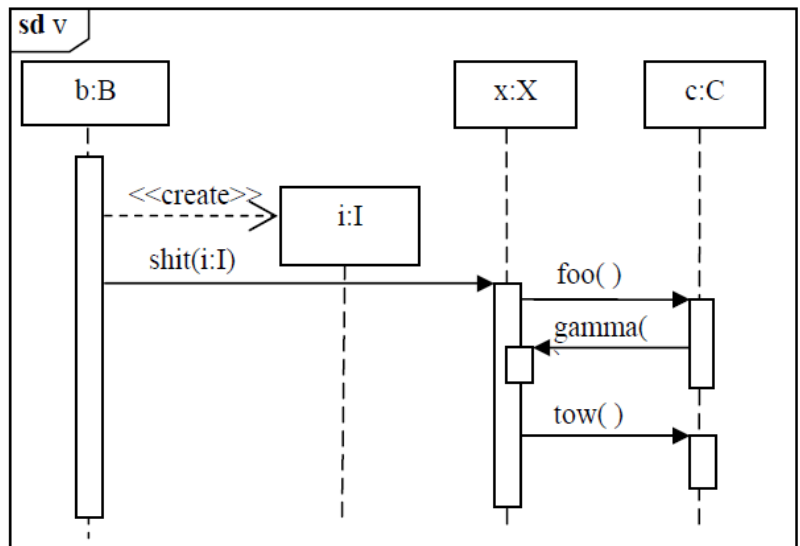 sd v
b:B
x:X
c:C
<<create>>
i:I
shit(i:I)
foo( )
gamma(
tow( )